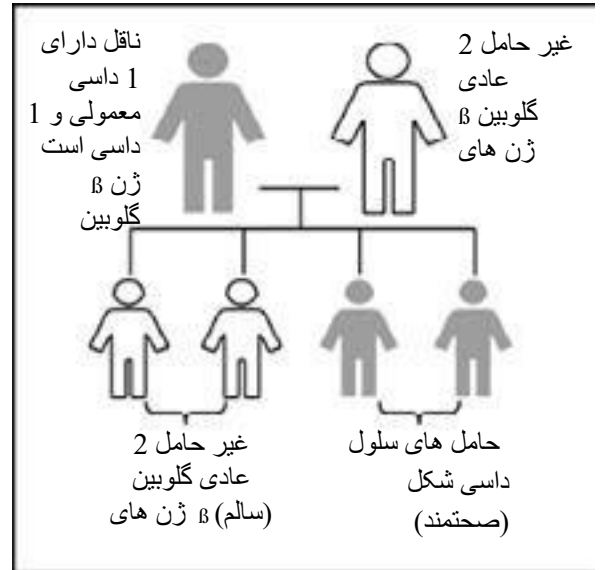 ناقل دارای
1 داسی
معمولی و 1
داسی است
ژن ß
گلوبین
غیر حامل 2
عادی
گلوبین ß
ژن های
غیر حامل 2
عادی گلوبین
(سالم) ß ژن های
حامل های سلول
داسی شکل
(صحتمند)